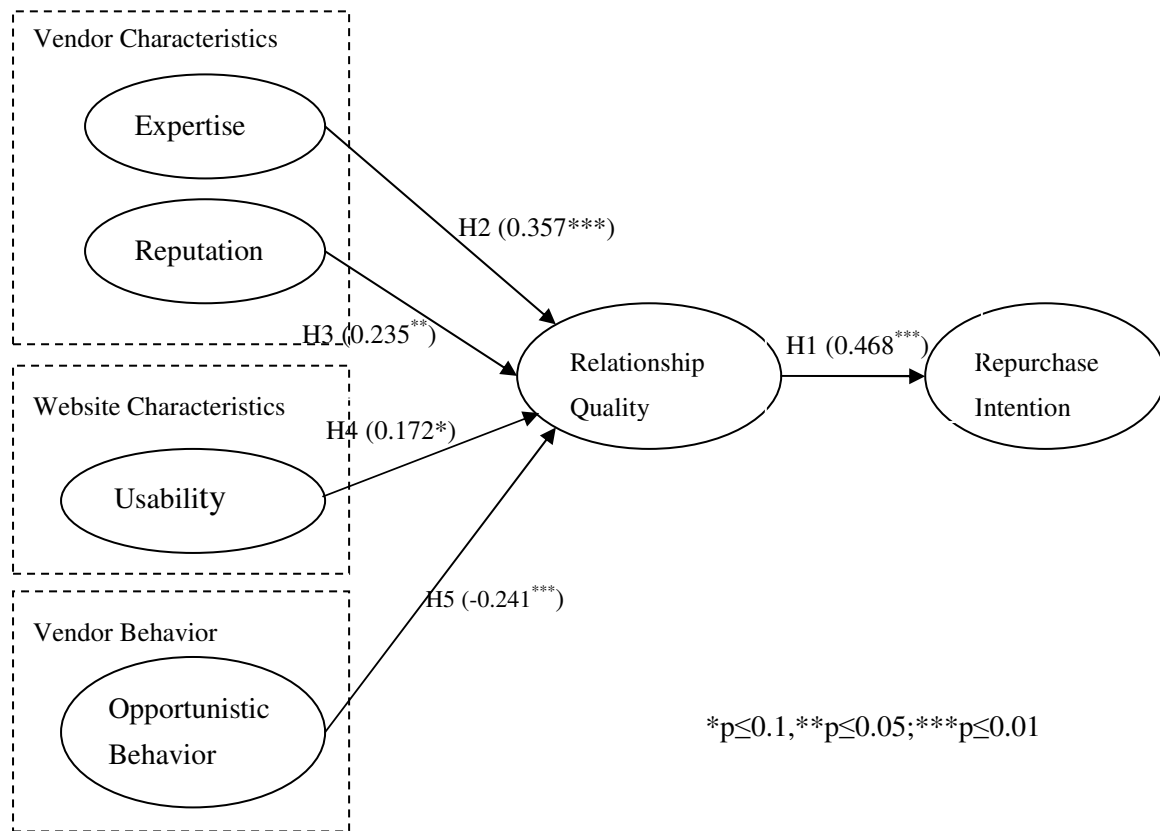 Vendor Characteristics
Expertise
Reputation
H2 (0.357***)
H3 (0.235**)
Website Characteristics
Usability
H4 (0.172*)
Relationship
Quality
H1 (0.468***)
Repurchase
Intention
H5 (-0.241***)
Vendor Behavior
Opportunistic
Behavior
*p≤0.1,**p≤0.05;***p≤0.01